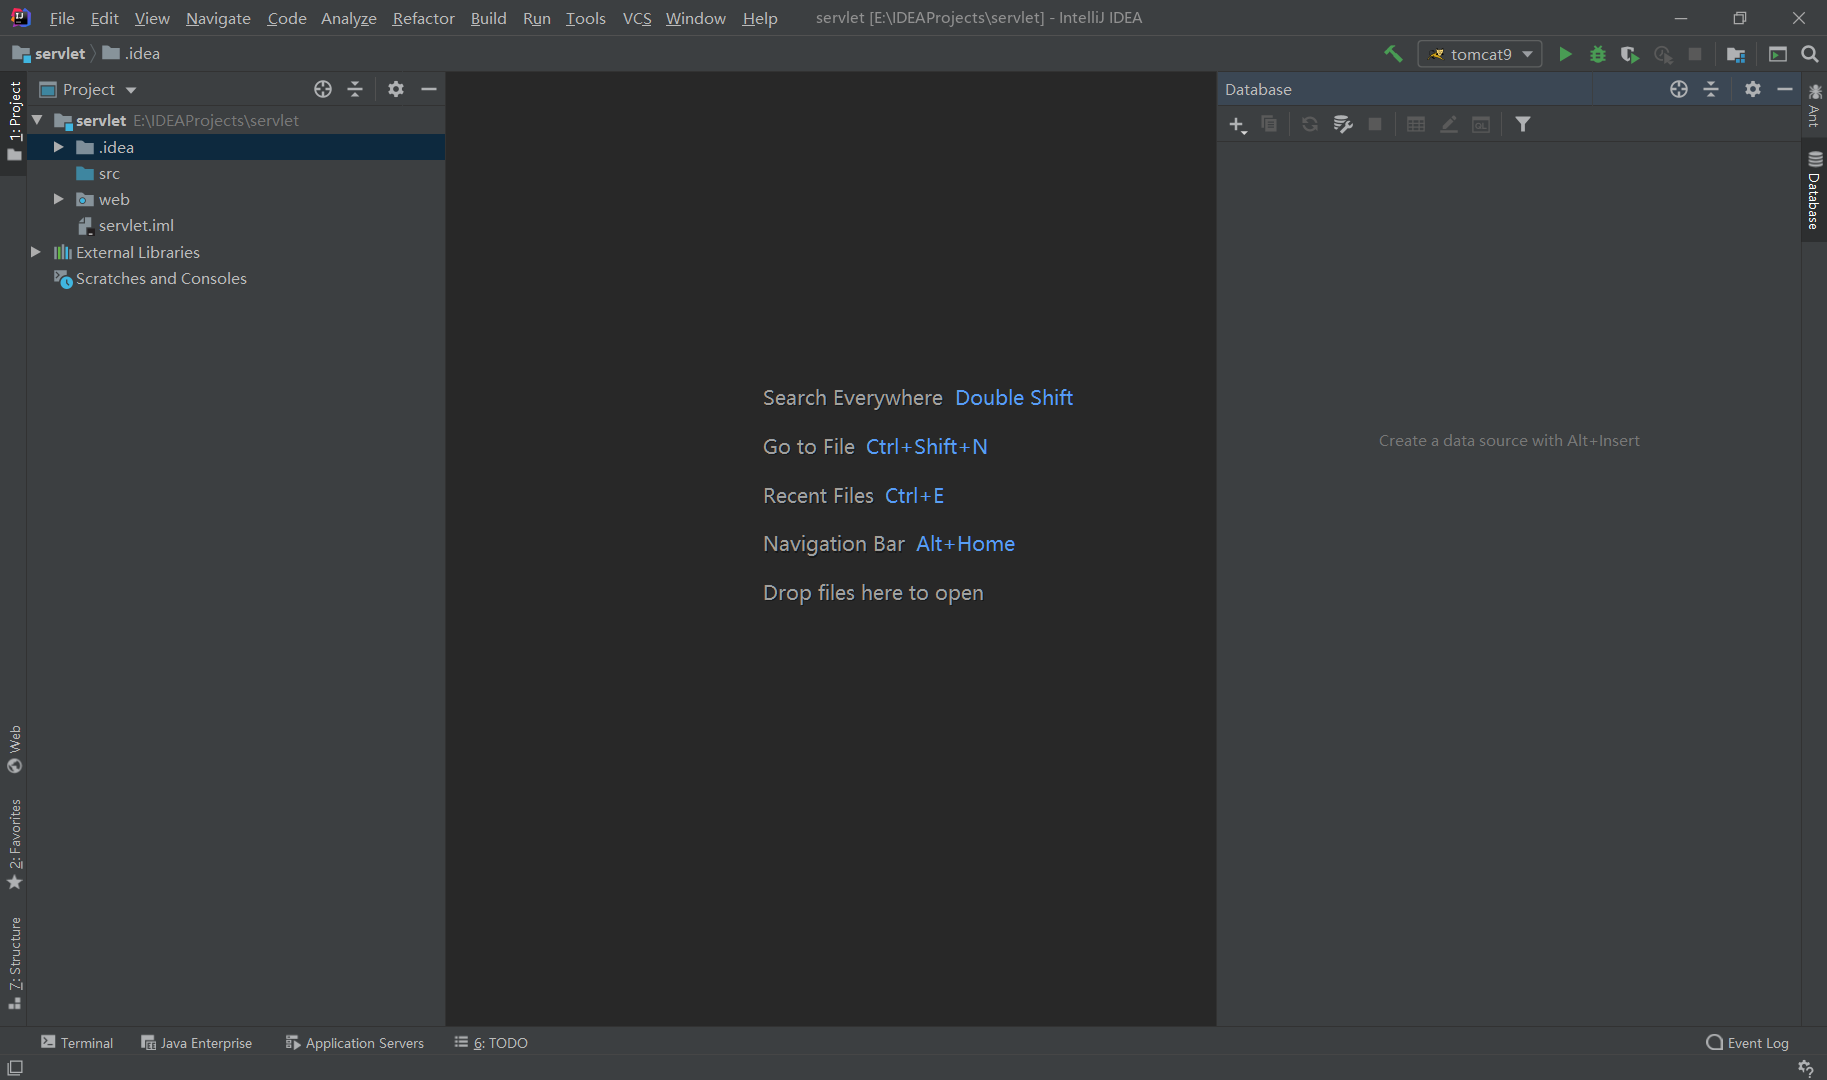 File Edit View Navigate Code Analyze Refactor Build Run Tools VCS Window Help servlet [E:\IDEAProjects\servlet] - IntelliJ IDEA
servlet .idea tomcat9
1: Project
Project
Database
servlet E:\IDEAProjects\servlet
.idea
src
web
servlet.iml
External Libraries
Scratches and Consoles
Search Everywhere Double Shift
Go to File Ctrl+Shift+N
Recent Files Ctrl+E
Navigation Bar Alt+Home
Drop files here to open
QL
Create a data source with Alt+Insert
Ant
Database
Web
2: Favorites
7: Structure
Terminal Java Enterprise Application Servers 6: TODO Event Log